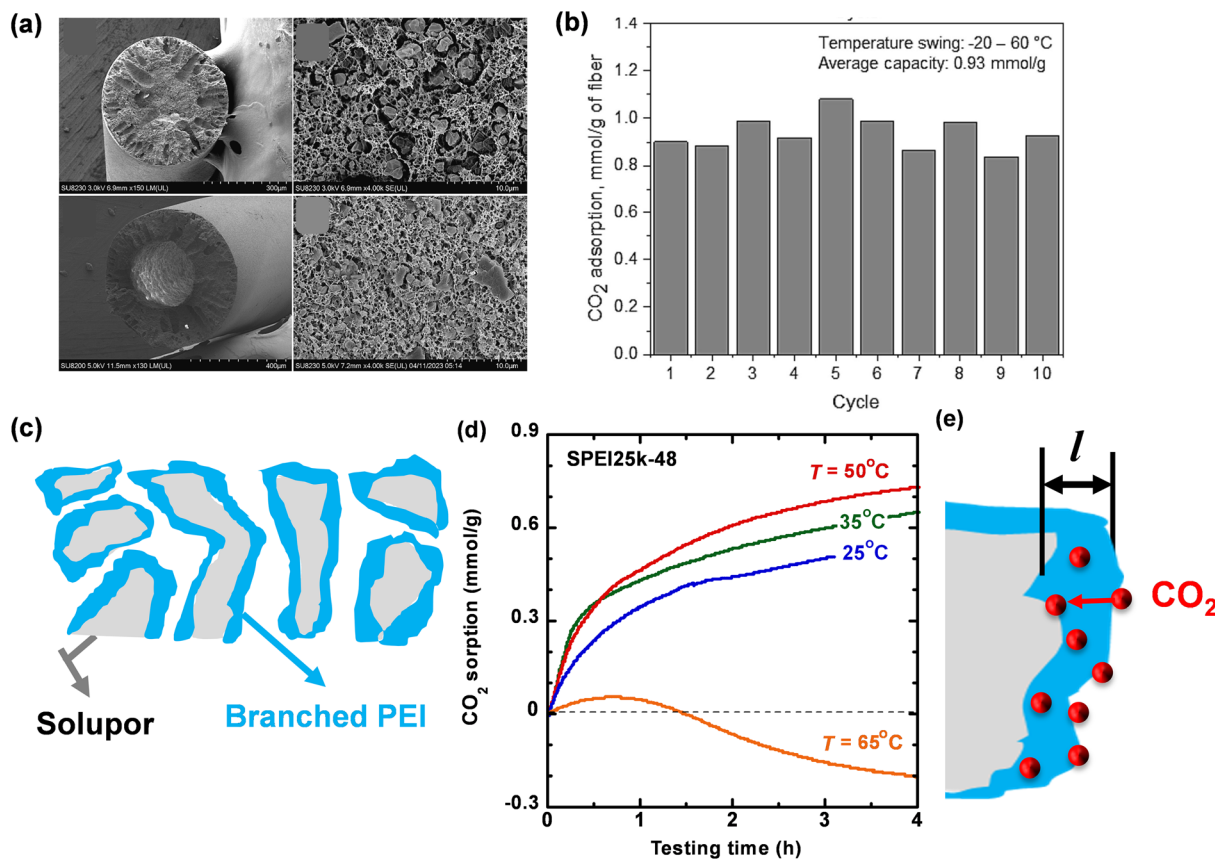 (a)
SU8230 3.0kV 6.9mm x150 LM(UL) 300µm
SU8230 3.0kV 6.9mm x4.00k SE(UL) 10.0µm
SU8200 5.0kV 11.5mm x130 LM(UL) 400µm
SU8230 5.0kV 7.2mm x4.00k SE(UL) 04/11/2023 05:14 10.0µm
(b)
Temperature swing: -20 – 60 °C
Average capacity: 0.93 mmol/g
CO2 adsorption, mmol/g of fiber
1.4
1.2
1.0
0.8
0.6
0.4
0.2
0.0
1 2 3 4 5 6 7 8 9 10
Cycle
(c)
Solupor
Branched PEI
(d)
SPEI25k-48
T = 50°C
35°C
25°C
T = 65°C
CO2 sorption (mmol/g)
0.9
0.6
0.3
0
-0.3
0 1 2 3 4
Testing time (h)
(e)
l
CO2